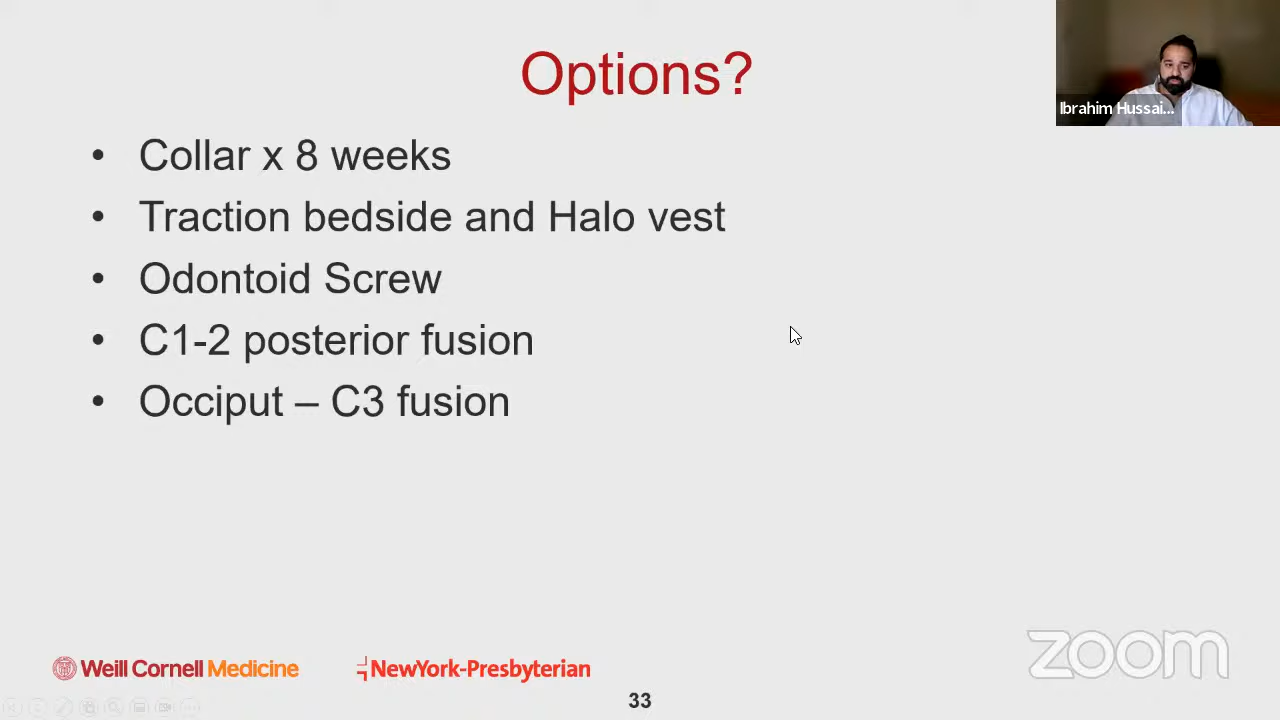 Options?
Ibrahim Hussai...
• Collar x 8 weeks
• Traction bedside and Halo vest
• Odontoid Screw
• C1-2 posterior fusion
• Occiput – C3 fusion
Weill Cornell Medicine
NewYork-Presbyterian
zoom
33